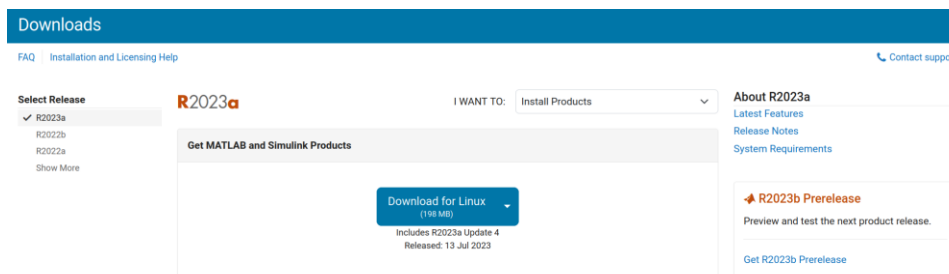 Downloads
FAQ
Installation and Licensing Help
Contact suppo
Select Release
R2023a
R2022b
R2022a
Show More
R2023a
I WANT TO:
Install Products
Get MATLAB and Simulink Products
Download for Linux
(198 MB)
Includes R2023a Update 4
Released: 13 Jul 2023
About R2023a
Latest Features
Release Notes
System Requirements
R2023b Prerelease
Preview and test the next product release.
Get R2023b Prerelease